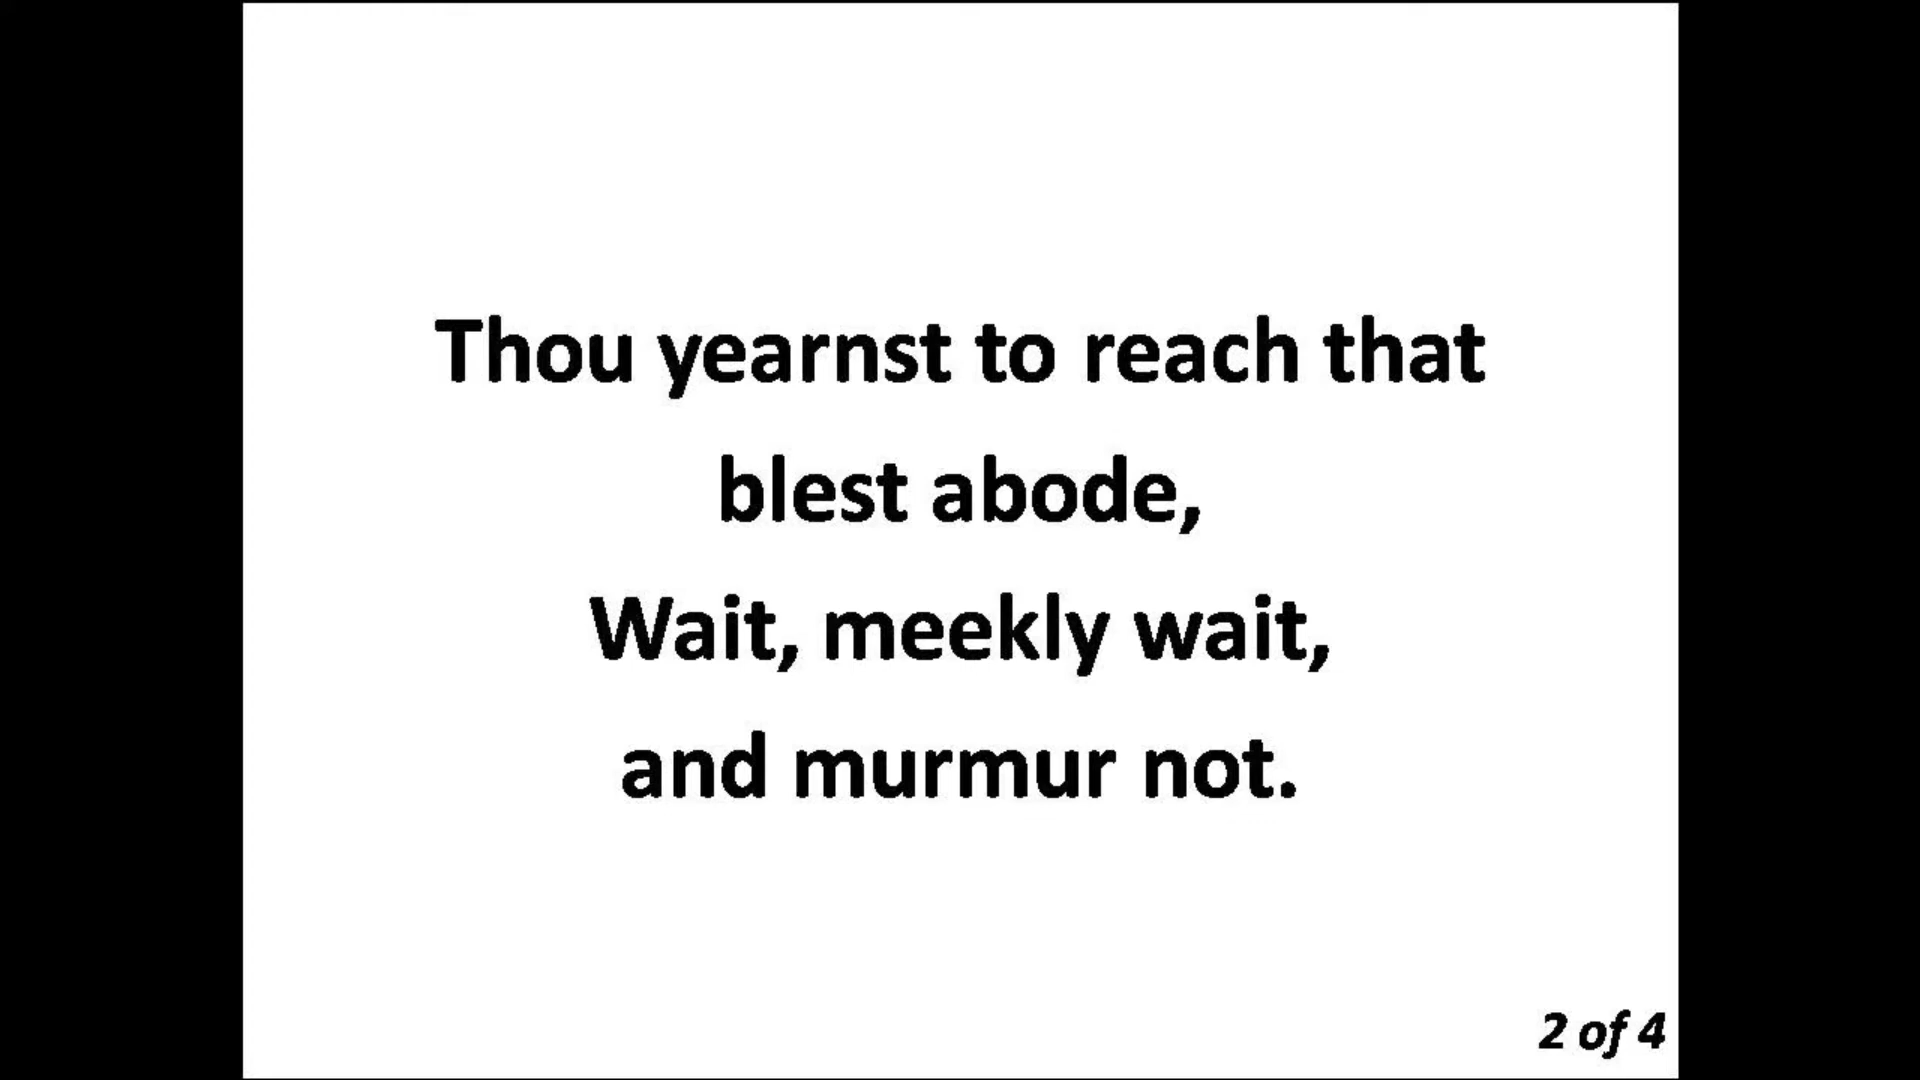 Thou yearnst to reach that
blest abode,
Wait, meekly wait,
and murmur not.
2 of 4